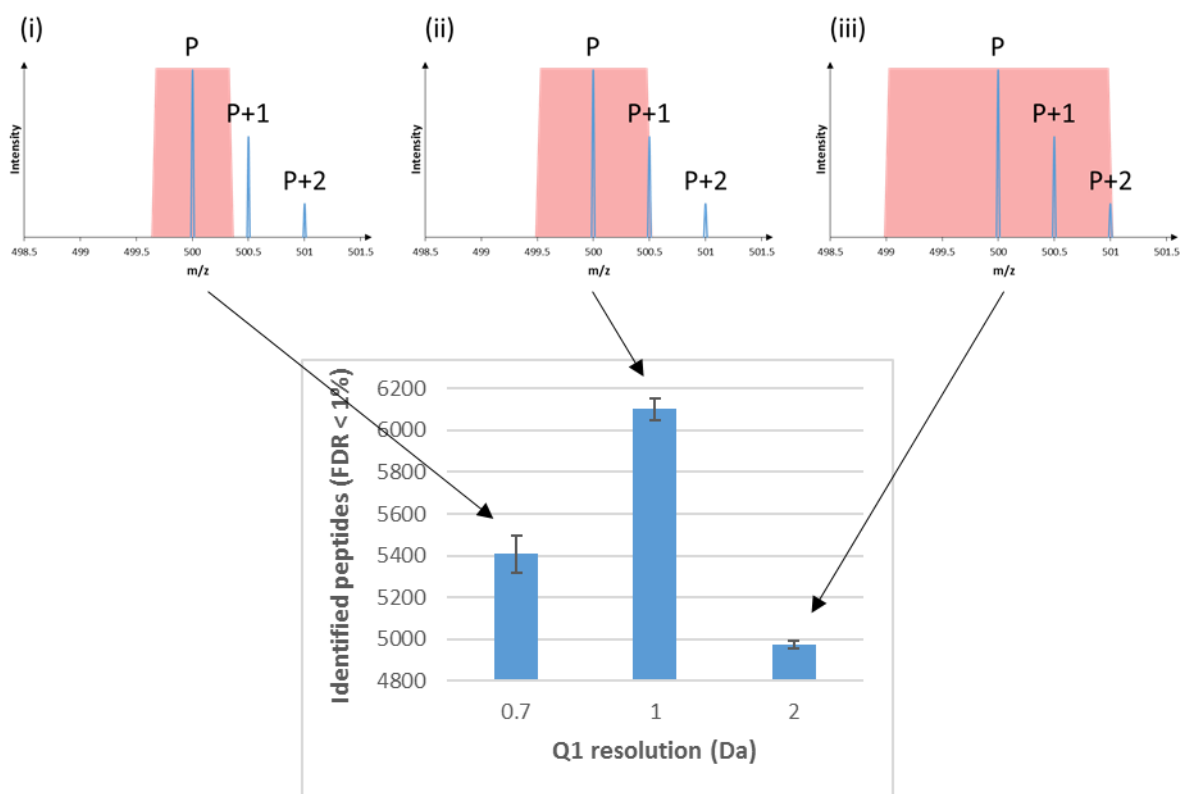 (i)
P
P+1
P+2
Intensity
498.5 499 499.5 500 500.5 501 501.5
m/z
(ii)
P
P+1
P+2
Intensity
498.5 499 499.5 500 500.5 501 501.5
m/z
(iii)
P
P+1
P+2
Intensity
498.5 499 499.5 500 500.5 501 501.5
m/z
Identified peptides (FDR < 1%)
6200
6000
5800
5600
5400
5200
5000
4800
0.7 1 2
Q1 resolution (Da)